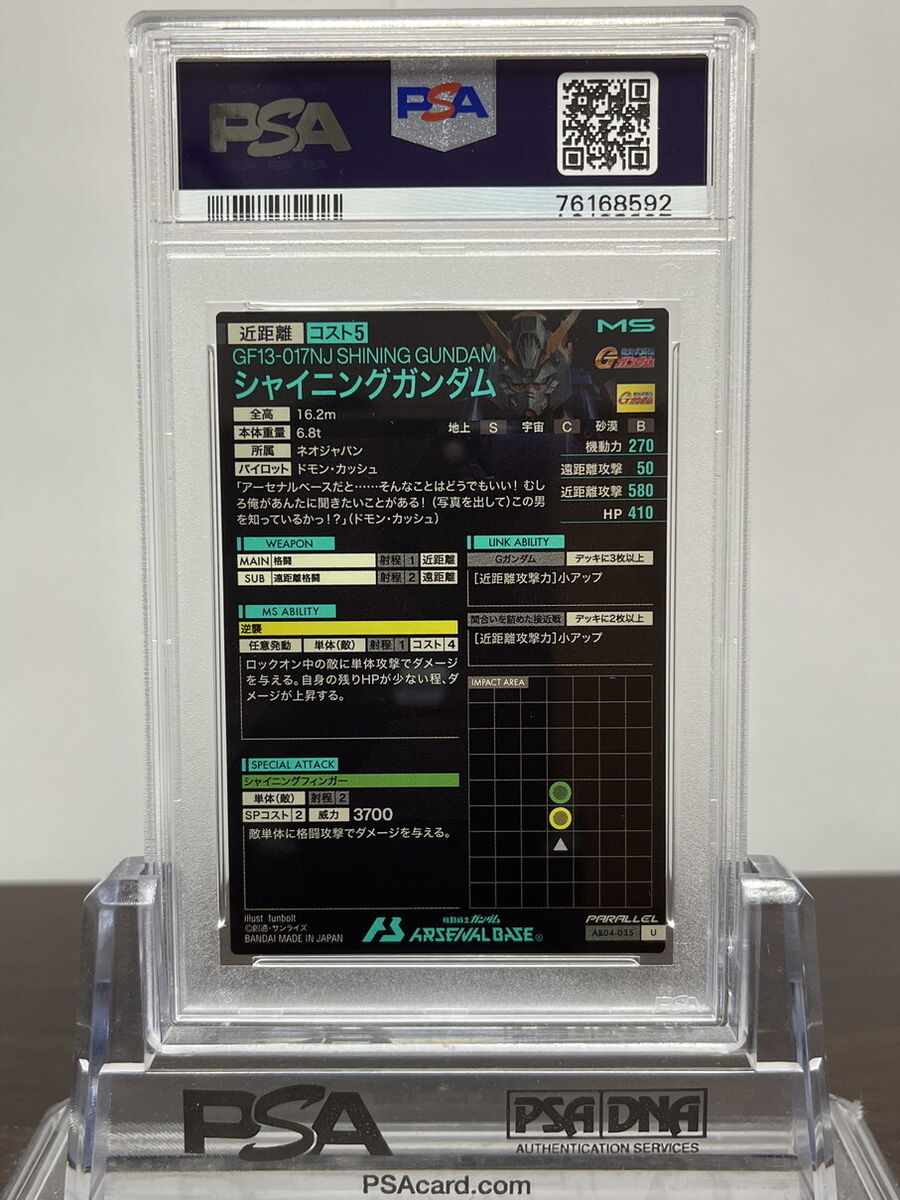 PSA
PSA
76168592
近距離 コスト5
MS
GF13-017NJ SHINING GUNDAM
シャイニングガンダム
Gガンダム
全高 16.2m
本体重量 6.8t
所属 ネオジャパン
パイロット ドモン・カッシュ
地上 S 宇宙 C 砂漠 B
機動力 270
遠距離攻撃 50
近距離攻撃 580
HP 410
「アーセナルベースだと……そんなことはどうでもいい! むし
ろ俺があんたに聞きたいことがある! (写真を出して)この男
を知っているかっ!?」(ドモン・カッシュ)
WEAPON
MAIN 格闘 射程 1 近距離
SUB 遠距離格闘 射程 2 遠距離
LINK ABILITY
Gガンダム デッキに3枚以上
[近距離攻撃力]小アップ
間合いを詰めた接近戦 デッキに2枚以上
[近距離攻撃力]小アップ
MS ABILITY
逆襲
任意発動 単体(敵) 射程 1 コスト 4
ロックオン中の敵に単体攻撃でダメージ
を与える。自身の残りHPが少ない程、ダ
メージが上昇する。
IMPACT AREA
SPECIAL ATTACK
シャイニングフィンガー
単体(敵) 射程 2
SPコスト 2 威力 3700
敵単体に格闘攻撃でダメージを与える。
illust funbolt
©創通・サンライズ
BANDAI MADE IN JAPAN
機動戦士ガンダム
ARSENAL BASE®
PARALLEL
AB04-035 U
PSA
PSA
PSA DNA
AUTHENTICATION SERVICES
PSAcard.com